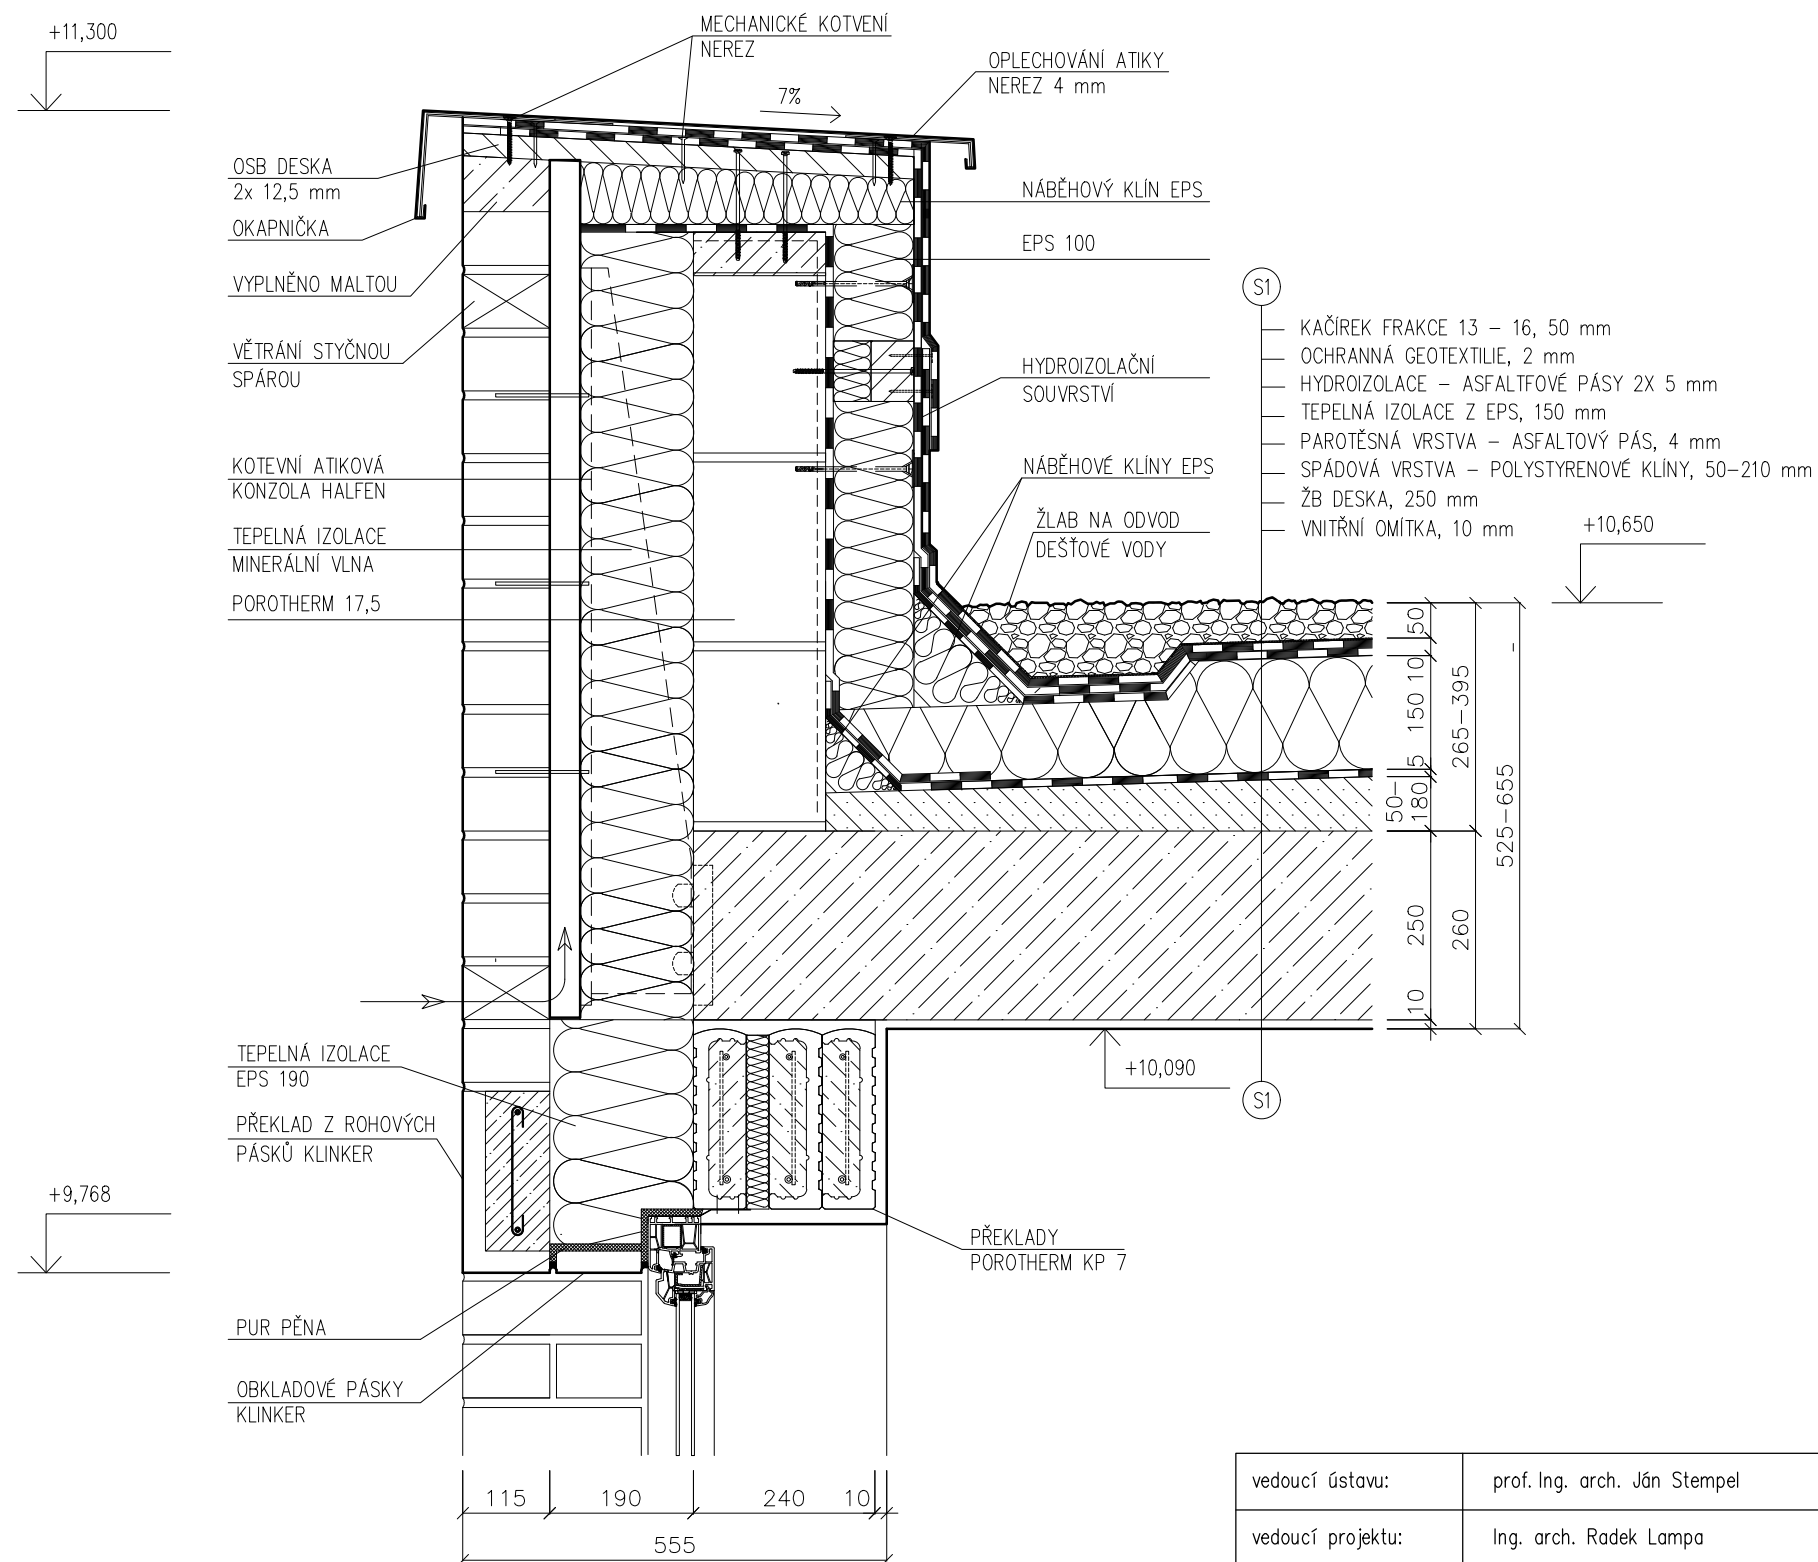 +11,300
MECHANICKÉ KOTVENÍ
NEREZ
OPLECHOVÁNÍ ATIKY
NEREZ 4 mm
7%
OSB DESKA
2x 12,5 mm
OKAPNIČKA
VYPLNĚNO MALTOU
VĚTRÁNÍ STYČNOU
SPÁROU
KOTEVNÍ ATIKOVÁ
KONZOLA HALFEN
TEPELNÁ IZOLACE
MINERÁLNÍ VLNA
POROTHERM 17,5
NÁBĚHOVÝ KLÍN EPS
EPS 100
HYDROIZOLAČNÍ
SOUVRSTVÍ
NÁBĚHOVÉ KLÍNY EPS
ŽLAB NA ODVOD
DEŠŤOVÉ VODY
S1
KAČÍREK FRAKCE 13 – 16, 50 mm
OCHRANNÁ GEOTEXTILIE, 2 mm
HYDROIZOLACE – ASFALTFOVÉ PÁSY 2X 5 mm
TEPELNÁ IZOLACE Z EPS, 150 mm
PAROTĚSNÁ VRSTVA – ASFALTOVÝ PÁS, 4 mm
SPÁDOVÁ VRSTVA – POLYSTYRENOVÉ KLÍNY, 50–210 mm
ŽB DESKA, 250 mm
VNITŘNÍ OMÍTKA, 10 mm
+10,650
50
10
150
5
50–
180
250
10
265–395
260
525–655
+10,090
S1
TEPELNÁ IZOLACE
EPS 190
PŘEKLAD Z ROHOVÝCH
PÁSKŮ KLINKER
+9,768
PUR PĚNA
OBKLADOVÉ PÁSKY
KLINKER
PŘEKLADY
POROTHERM KP 7
115 190 240 10
555
vedoucí ústavu: prof. Ing. arch. Ján Stempel
vedoucí projektu: Ing. arch. Radek Lampa